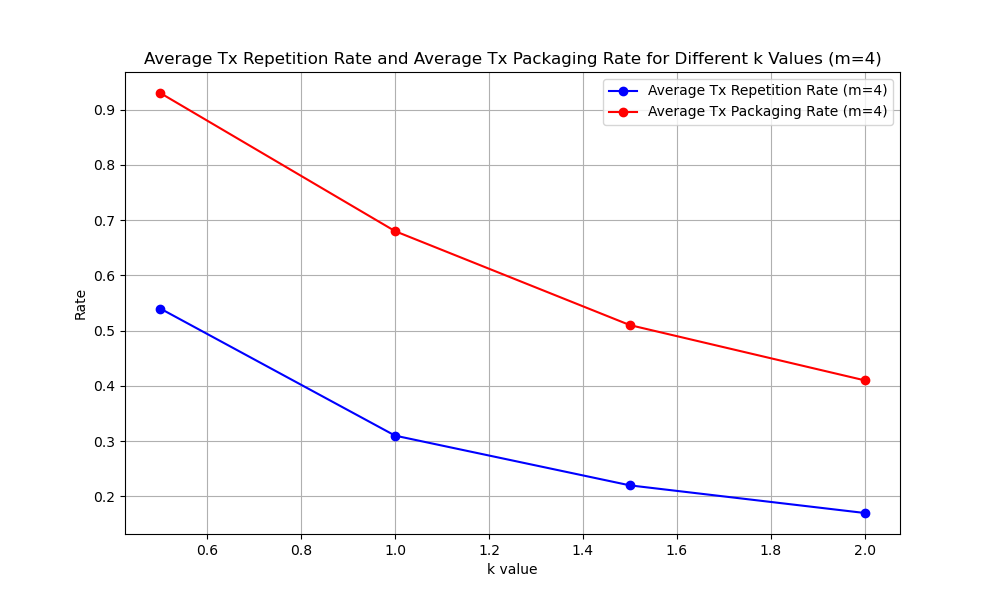 Average Tx Repetition Rate and Average Tx Packaging Rate for Different k Values (m=4)
Average Tx Repetition Rate (m=4)
Average Tx Packaging Rate (m=4)
Rate
0.9
0.8
0.7
0.6
0.5
0.4
0.3
0.2
0.6 0.8 1.0 1.2 1.4 1.6 1.8 2.0
k value